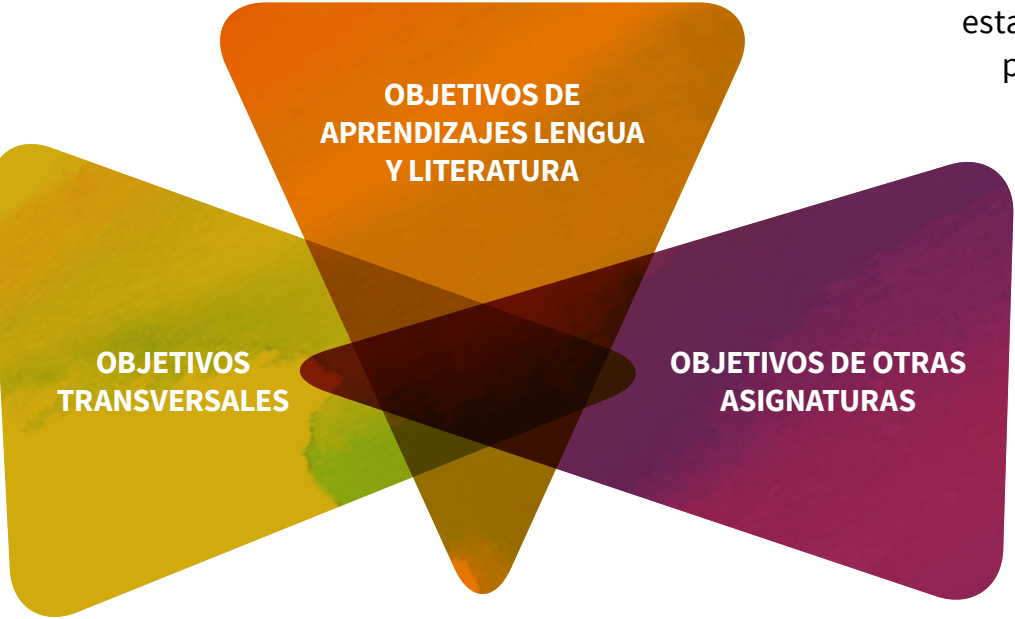 OBJETIVOS DE
APRENDIZAJES LENGUA
Y LITERATURA
OBJETIVOS
TRANSVERSALES
OBJETIVOS DE OTRAS
ASIGNATURAS